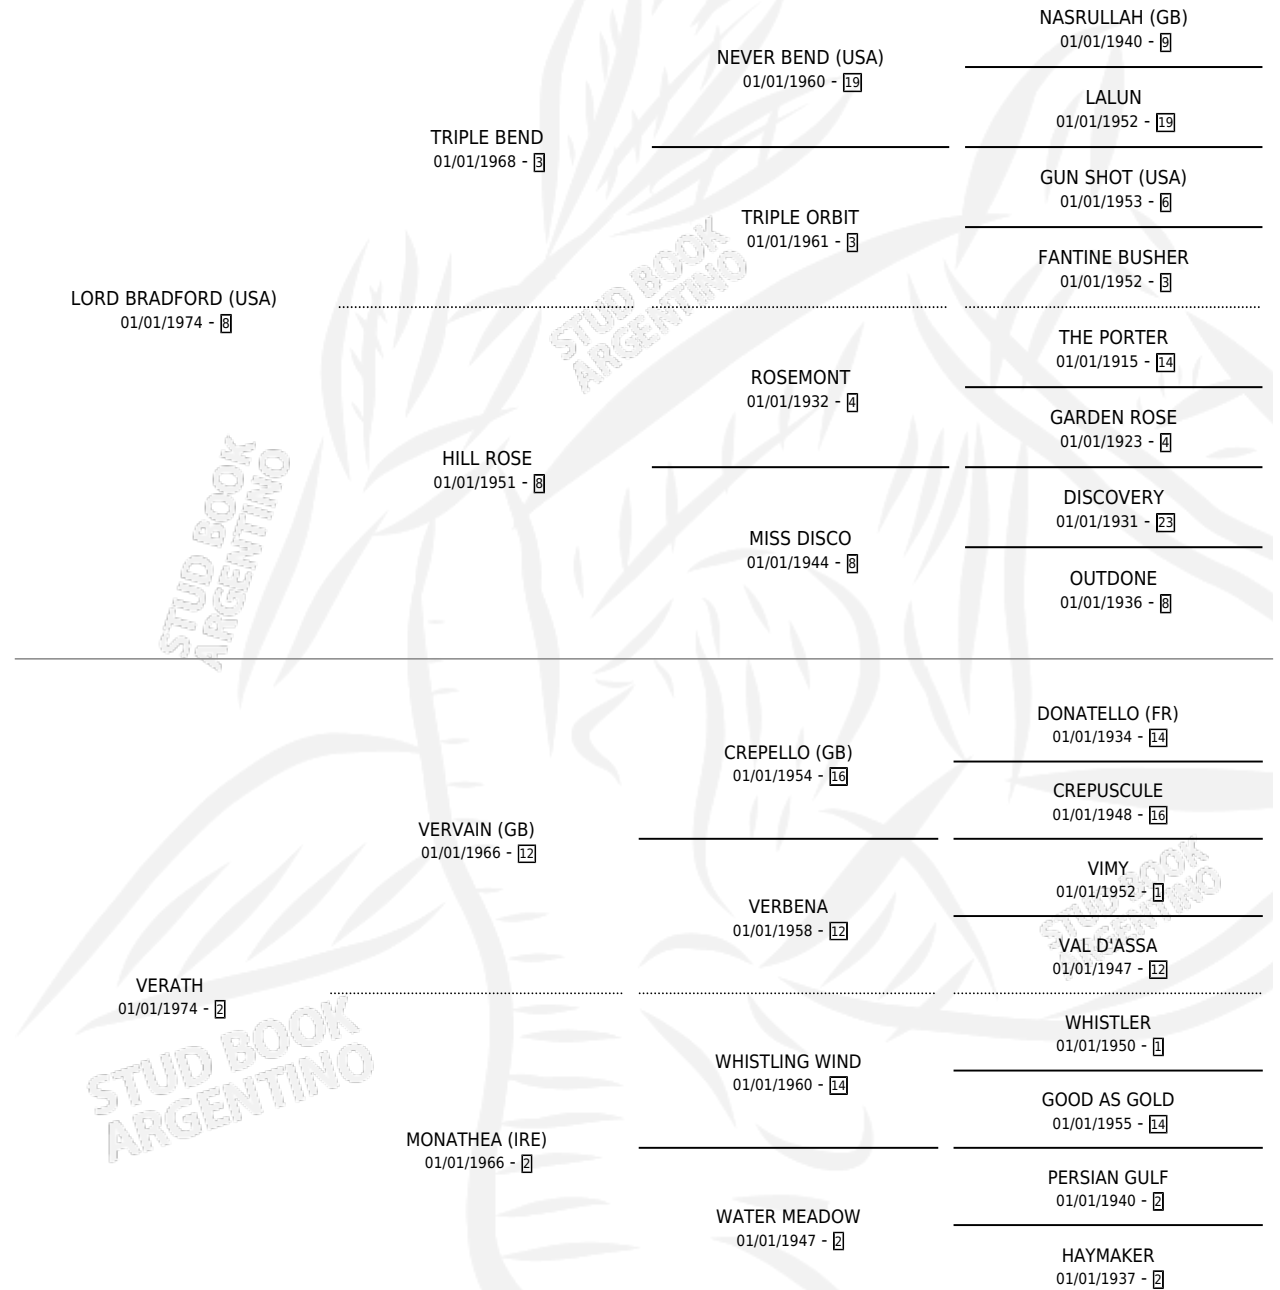 NASRULLAH (GB)
01/01/1940 - 9
NEVER BEND (USA)
01/01/1960 - 19
LALUN
01/01/1952 - 19
TRIPLE BEND
01/01/1968 - 3
GUN SHOT (USA)
01/01/1953 - 6
TRIPLE ORBIT
01/01/1961 - 3
FANTINE BUSHER
01/01/1952 - 3
LORD BRADFORD (USA)
01/01/1974 - 8
THE PORTER
01/01/1915 - 14
ROSEMONT
01/01/1932 - 4
GARDEN ROSE
01/01/1923 - 4
HILL ROSE
01/01/1951 - 8
DISCOVERY
01/01/1931 - 23
MISS DISCO
01/01/1944 - 8
OUTDONE
01/01/1936 - 8
DONATELLO (FR)
01/01/1934 - 14
CREPELLO (GB)
01/01/1954 - 16
CREPUSCULE
01/01/1948 - 16
VERVAIN (GB)
01/01/1966 - 12
VIMY
01/01/1952 - 1
VERBENA
01/01/1958 - 12
VAL D'ASSA
01/01/1947 - 12
VERATH
01/01/1974 - 2
WHISTLER
01/01/1950 - 1
WHISTLING WIND
01/01/1960 - 14
GOOD AS GOLD
01/01/1955 - 14
MONATHEA (IRE)
01/01/1966 - 2
PERSIAN GULF
01/01/1940 - 2
WATER MEADOW
01/01/1947 - 2
HAYMAKER
01/01/1937 - 2
STUD BOOK
ARGENTINO
STUD BOOK
ARGENTINO
STUD BOOK
ARGENTINO
STUD BOOK
ARGENTINO